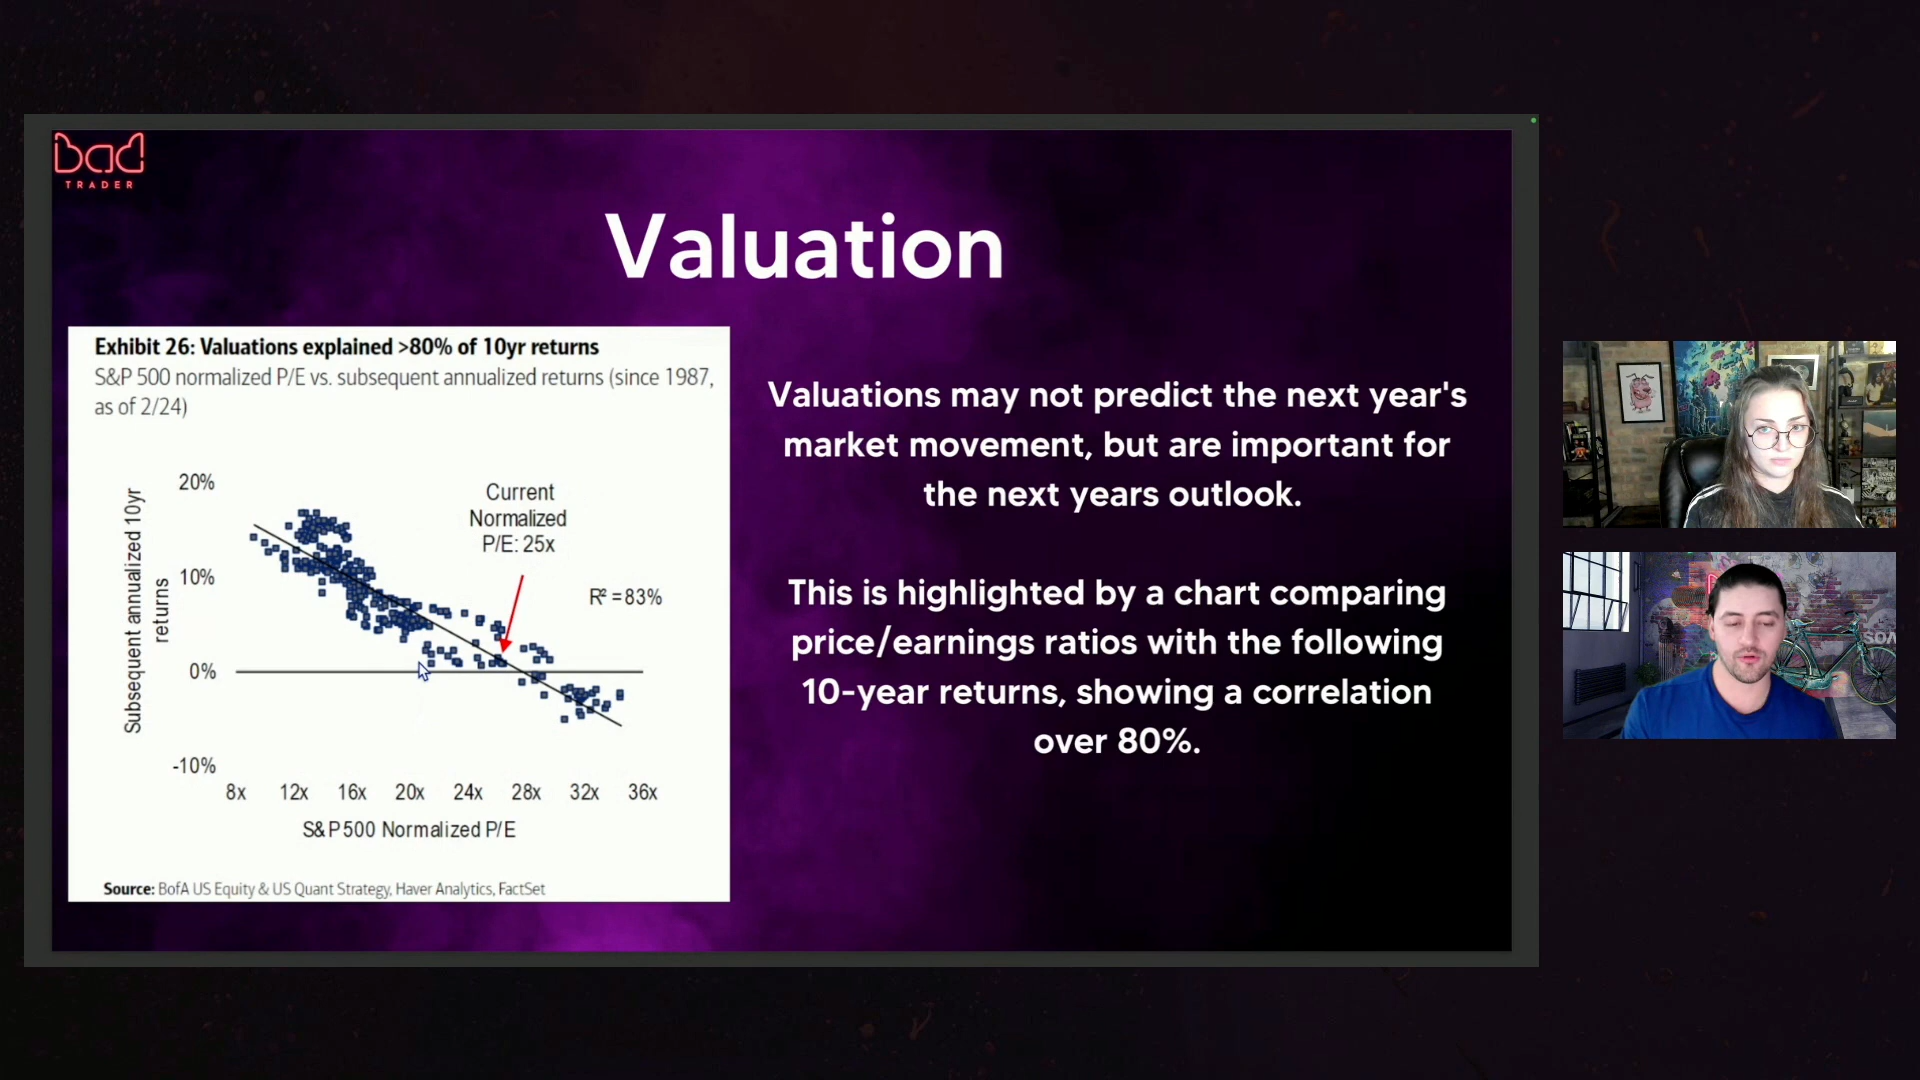 bad
TRADER
Valuation
Exhibit 26: Valuations explained >80% of 10yr returns
S&P 500 normalized P/E vs. subsequent annualized returns (since 1987,
as of 2/24)
Subsequent annualized 10yr
returns
20%
10%
0%
-10%
Current
Normalized
P/E: 25x
R² = 83%
8x 12x 16x 20x 24x 28x 32x 36x
S&P 500 Normalized P/E
Source: BofA US Equity & US Quant Strategy, Haver Analytics, FactSet
Valuations may not predict the next year's
market movement, but are important for
the next years outlook.
This is highlighted by a chart comparing
price/earnings ratios with the following
10-year returns, showing a correlation
over 80%.